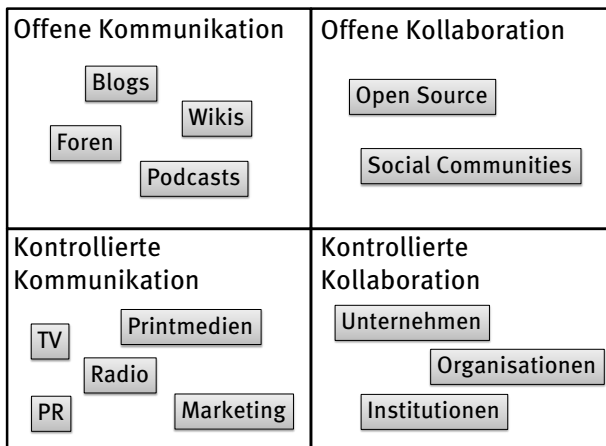 Offene Kommunikation
Blogs
Wikis
Foren
Podcasts
Offene Kollaboration
Open Source
Social Communities
Kontrollierte
Kommunikation
Printmedien
TV
Radio
PR
Marketing
Kontrollierte
Kollaboration
Unternehmen
Organisationen
Institutionen